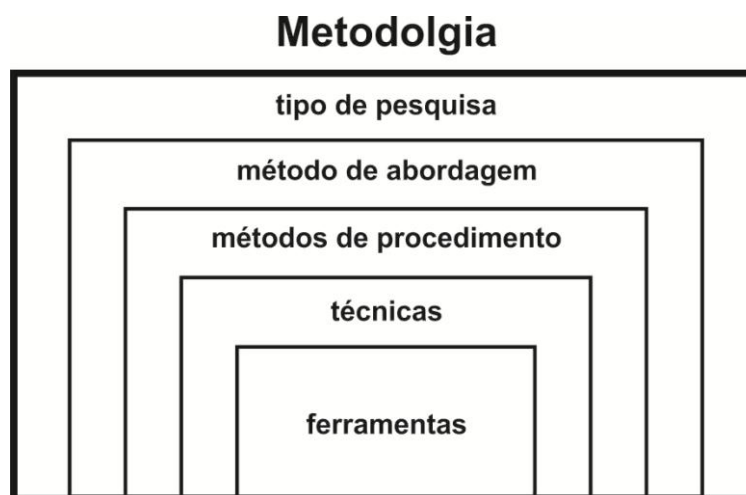 Metodolgia
tipo de pesquisa
método de abordagem
métodos de procedimento
técnicas
ferramentas